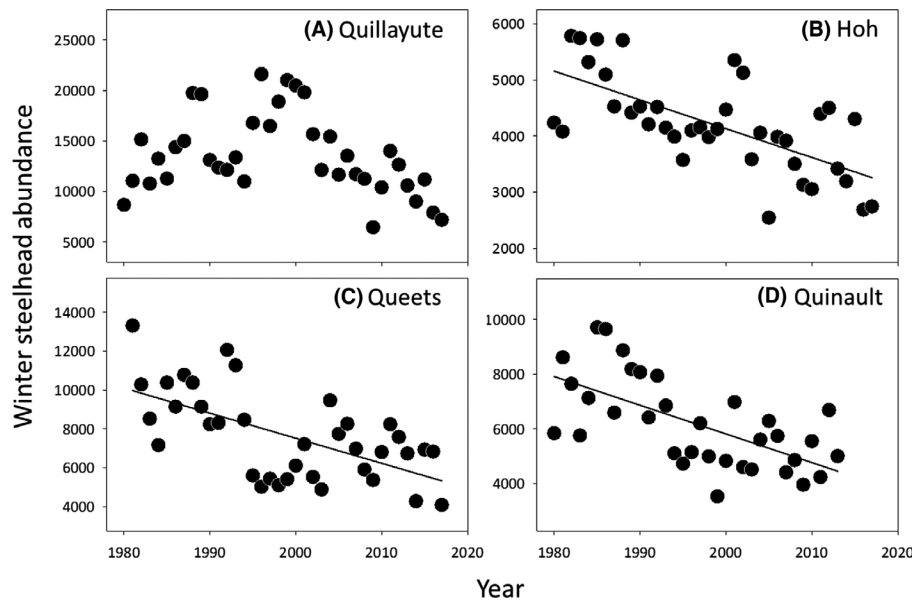 (A) Quillayute
25000
20000
15000
10000
5000
(B) Hoh
6000
5000
4000
3000
2000
(C) Queets
14000
12000
10000
8000
6000
4000
1980 1990 2000 2010 2020
(D) Quinault
10000
8000
6000
4000
1980 1990 2000 2010 2020
Winter steelhead abundance
Year